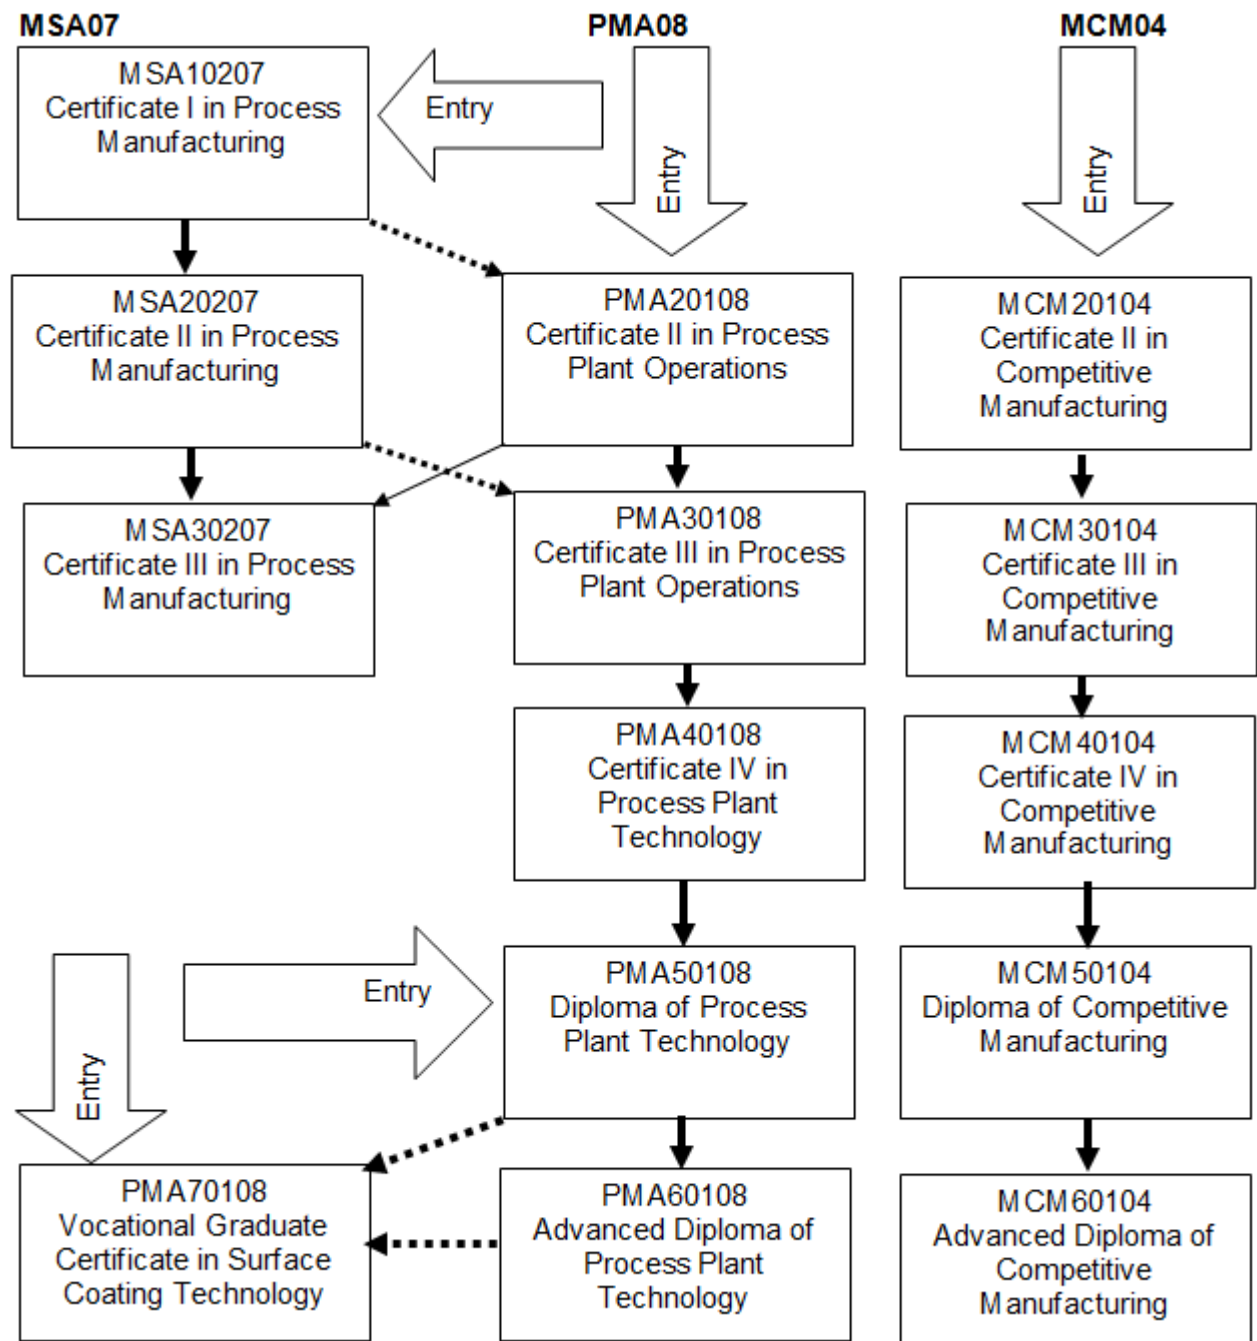 MSA07
PMA08
MCM04
MSA10207
Certificate I in Process
Manufacturing
Entry
Entry
Entry
MSA20207
Certificate II in Process
Manufacturing
PMA20108
Certificate II in Process
Plant Operations
MCM20104
Certificate II in
Competitive
Manufacturing
MSA30207
Certificate III in Process
Manufacturing
PMA30108
Certificate III in Process
Plant Operations
MCM30104
Certificate III in
Competitive
Manufacturing
PMA40108
Certificate IV in
Process Plant
Technology
MCM40104
Certificate IV in
Competitive
Manufacturing
Entry
Entry
PMA50108
Diploma of Process
Plant Technology
MCM50104
Diploma of Competitive
Manufacturing
PMA70108
Vocational Graduate
Certificate in Surface
Coating Technology
PMA60108
Advanced Diploma of
Process Plant
Technology
MCM60104
Advanced Diploma of
Competitive
Manufacturing